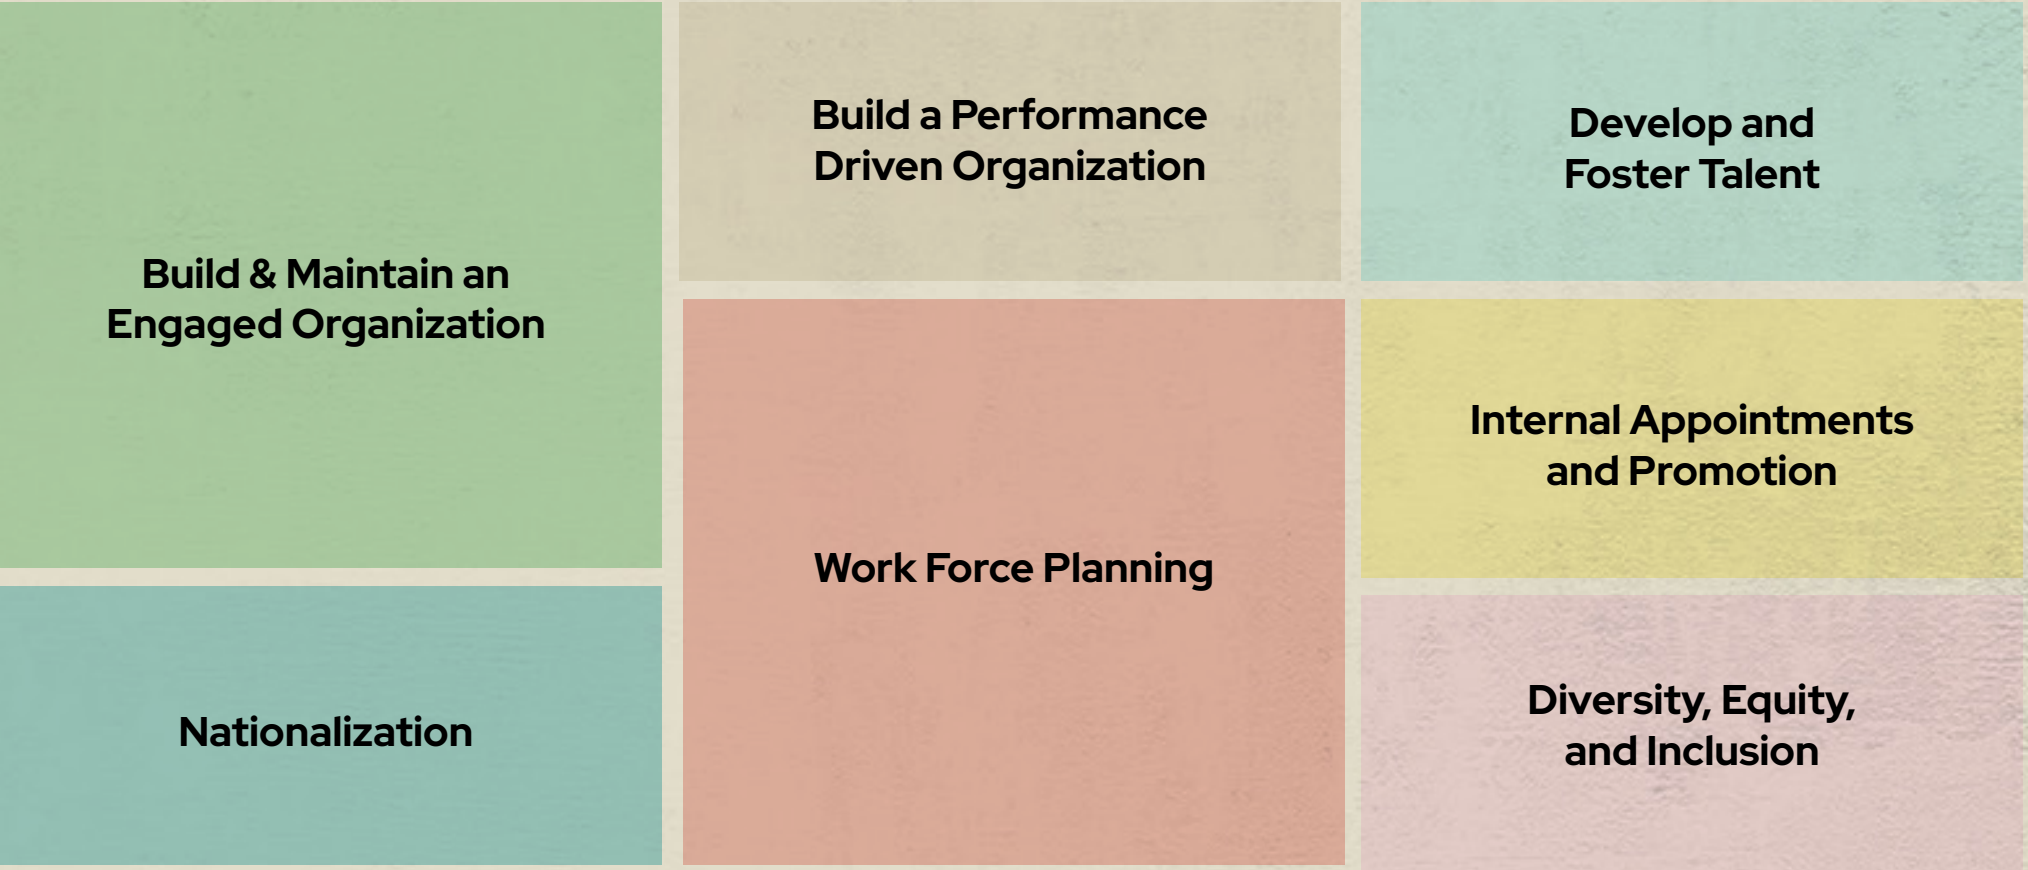 Build & Maintain an
Engaged Organization
Nationalization
Build a Performance
Driven Organization
Work Force Planning
Develop and
Foster Talent
Internal Appointments
and Promotion
Diversity, Equity,
and Inclusion